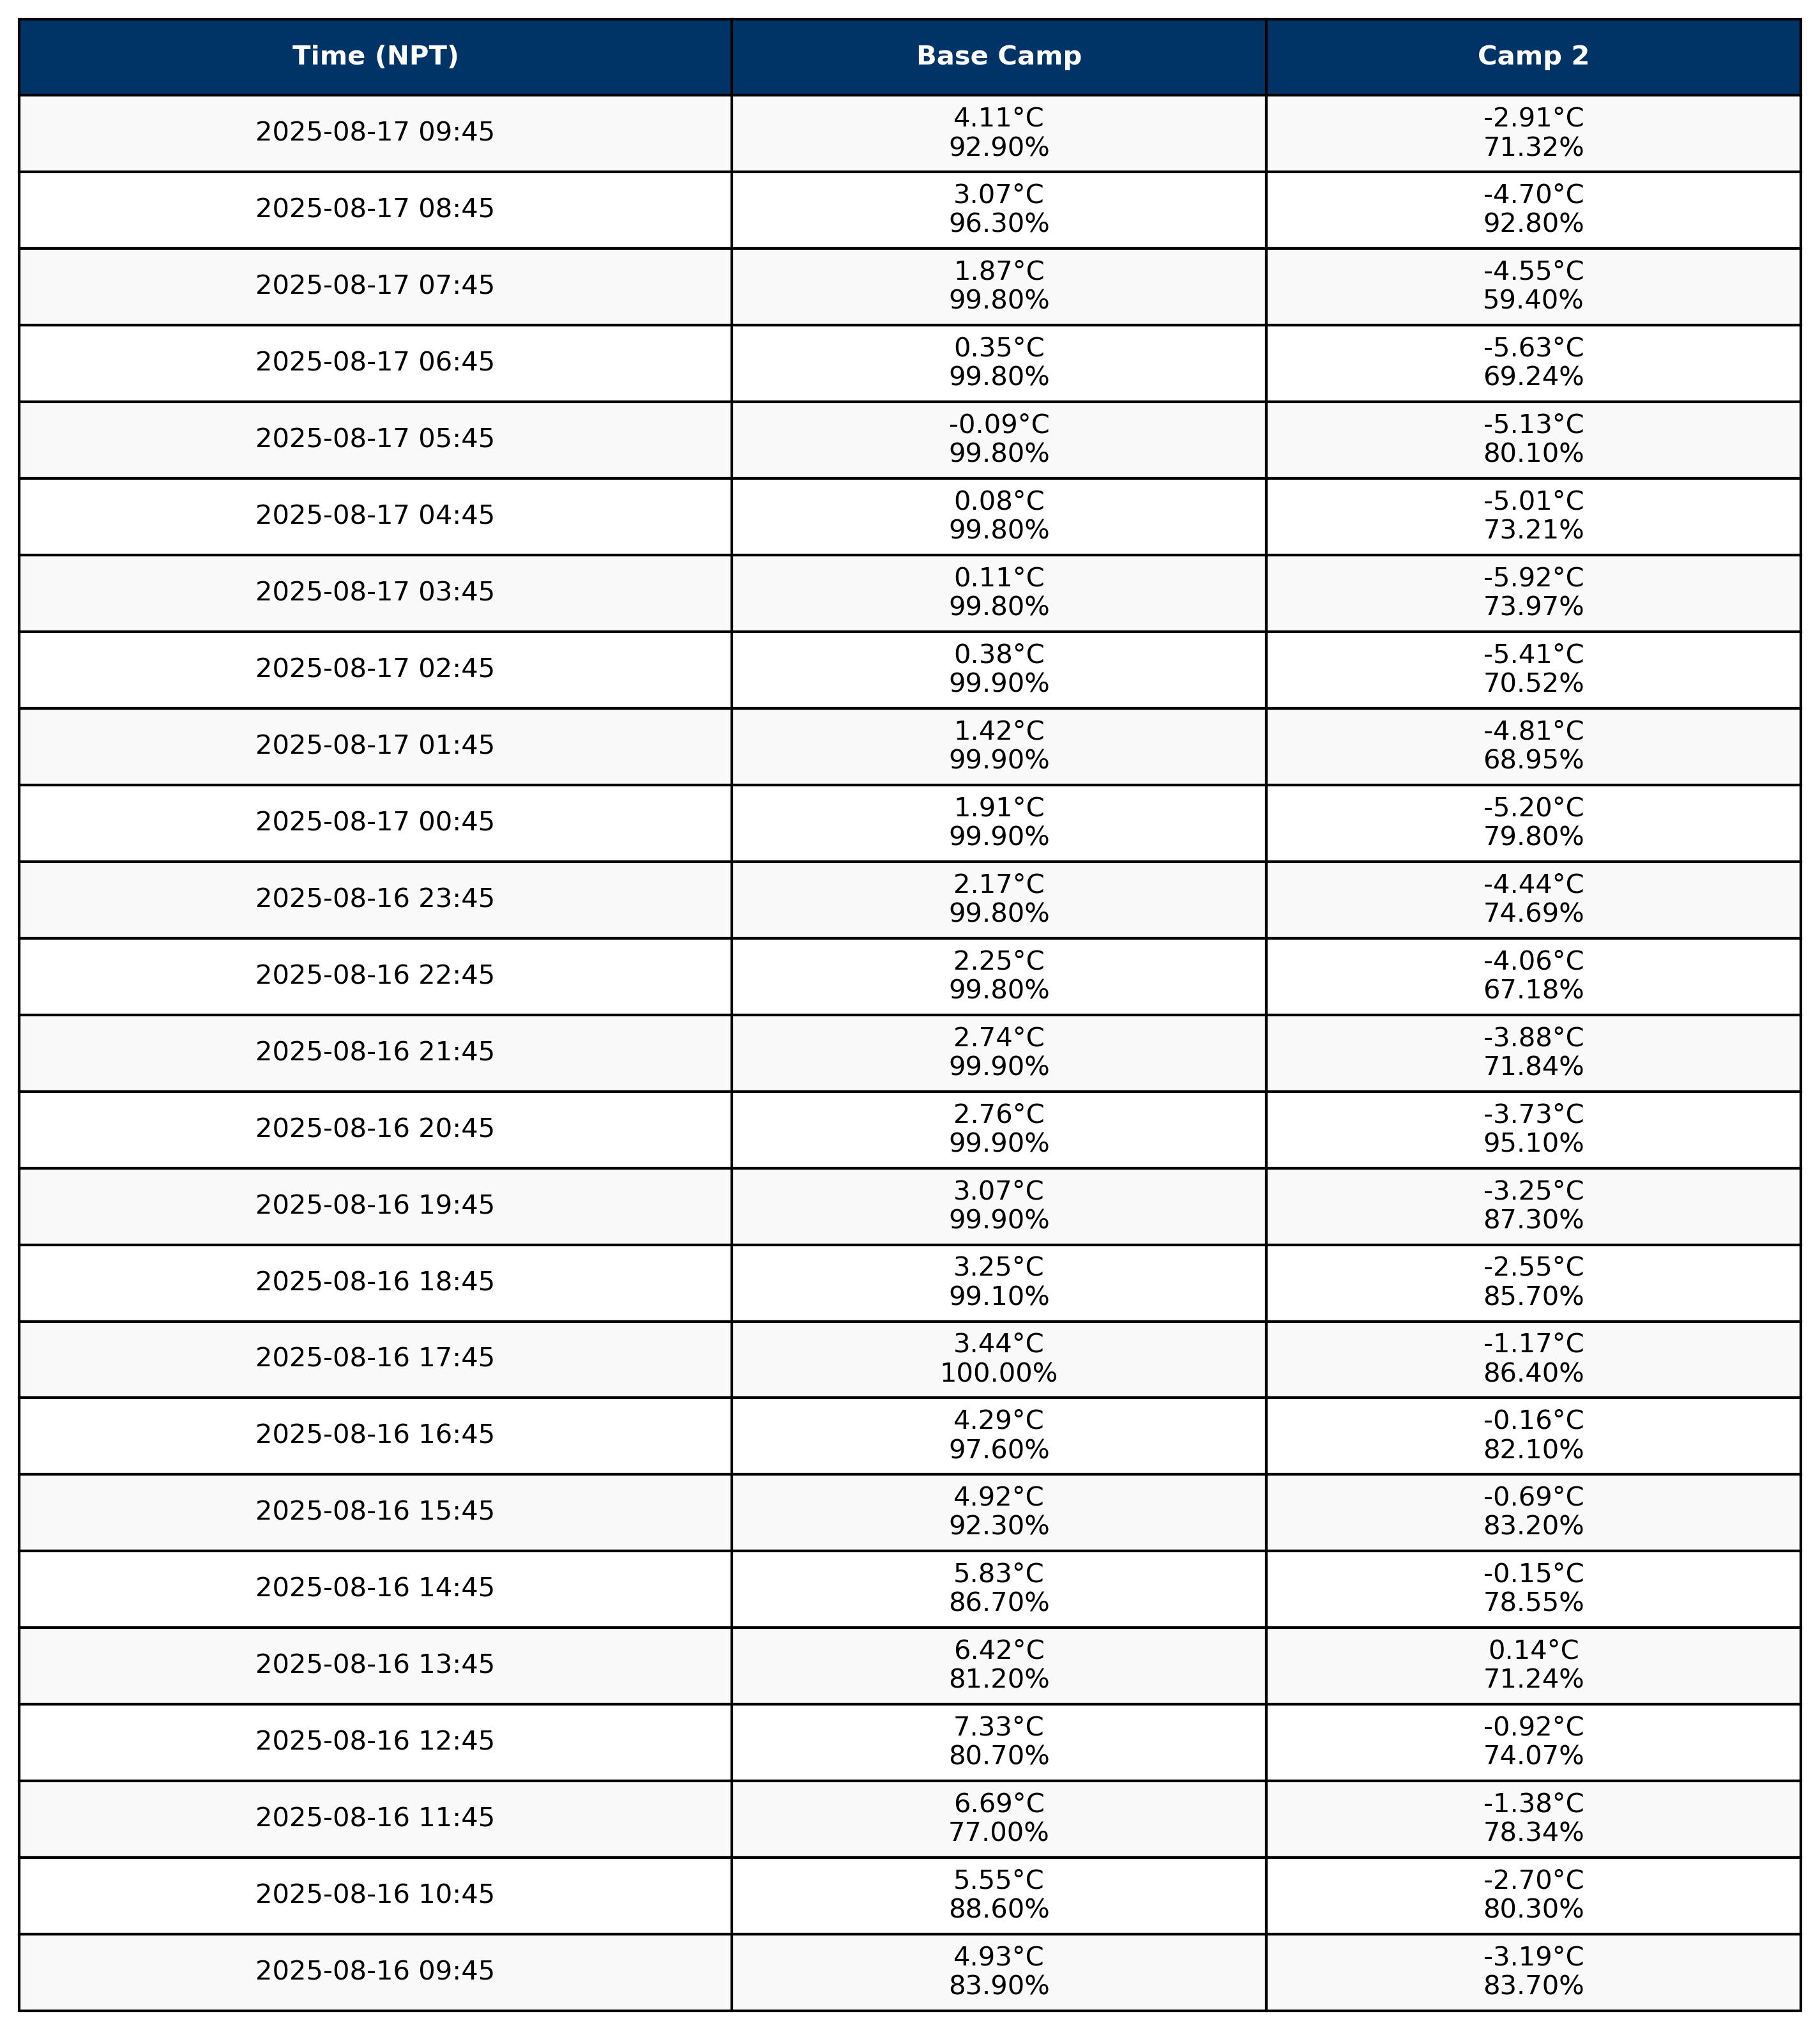 Time (NPT) Base Camp Camp 2
2025-08-17 09:45 4.11°C -2.91°C
92.90% 71.32%
2025-08-17 08:45 3.07°C -4.70°C
96.30% 92.80%
2025-08-17 07:45 1.87°C -4.55°C
99.80% 59.40%
2025-08-17 06:45 0.35°C -5.63°C
99.80% 69.24%
2025-08-17 05:45 -0.09°C -5.13°C
99.80% 80.10%
2025-08-17 04:45 0.08°C -5.01°C
99.80% 73.21%
2025-08-17 03:45 0.11°C -5.92°C
99.80% 73.97%
2025-08-17 02:45 0.38°C -5.41°C
99.90% 70.52%
2025-08-17 01:45 1.42°C -4.81°C
99.90% 68.95%
2025-08-17 00:45 1.91°C -5.20°C
99.90% 79.80%
2025-08-16 23:45 2.17°C -4.44°C
99.80% 74.69%
2025-08-16 22:45 2.25°C -4.06°C
99.80% 67.18%
2025-08-16 21:45 2.74°C -3.88°C
99.90% 71.84%
2025-08-16 20:45 2.76°C -3.73°C
99.90% 95.10%
2025-08-16 19:45 3.07°C -3.25°C
99.90% 87.30%
2025-08-16 18:45 3.25°C -2.55°C
99.10% 85.70%
2025-08-16 17:45 3.44°C -1.17°C
100.00% 86.40%
2025-08-16 16:45 4.29°C -0.16°C
97.60% 82.10%
2025-08-16 15:45 4.92°C -0.69°C
92.30% 83.20%
2025-08-16 14:45 5.83°C -0.15°C
86.70% 78.55%
2025-08-16 13:45 6.42°C 0.14°C
81.20% 71.24%
2025-08-16 12:45 7.33°C -0.92°C
80.70% 74.07%
2025-08-16 11:45 6.69°C -1.38°C
77.00% 78.34%
2025-08-16 10:45 5.55°C -2.70°C
88.60% 80.30%
2025-08-16 09:45 4.93°C -3.19°C
83.90% 83.70%